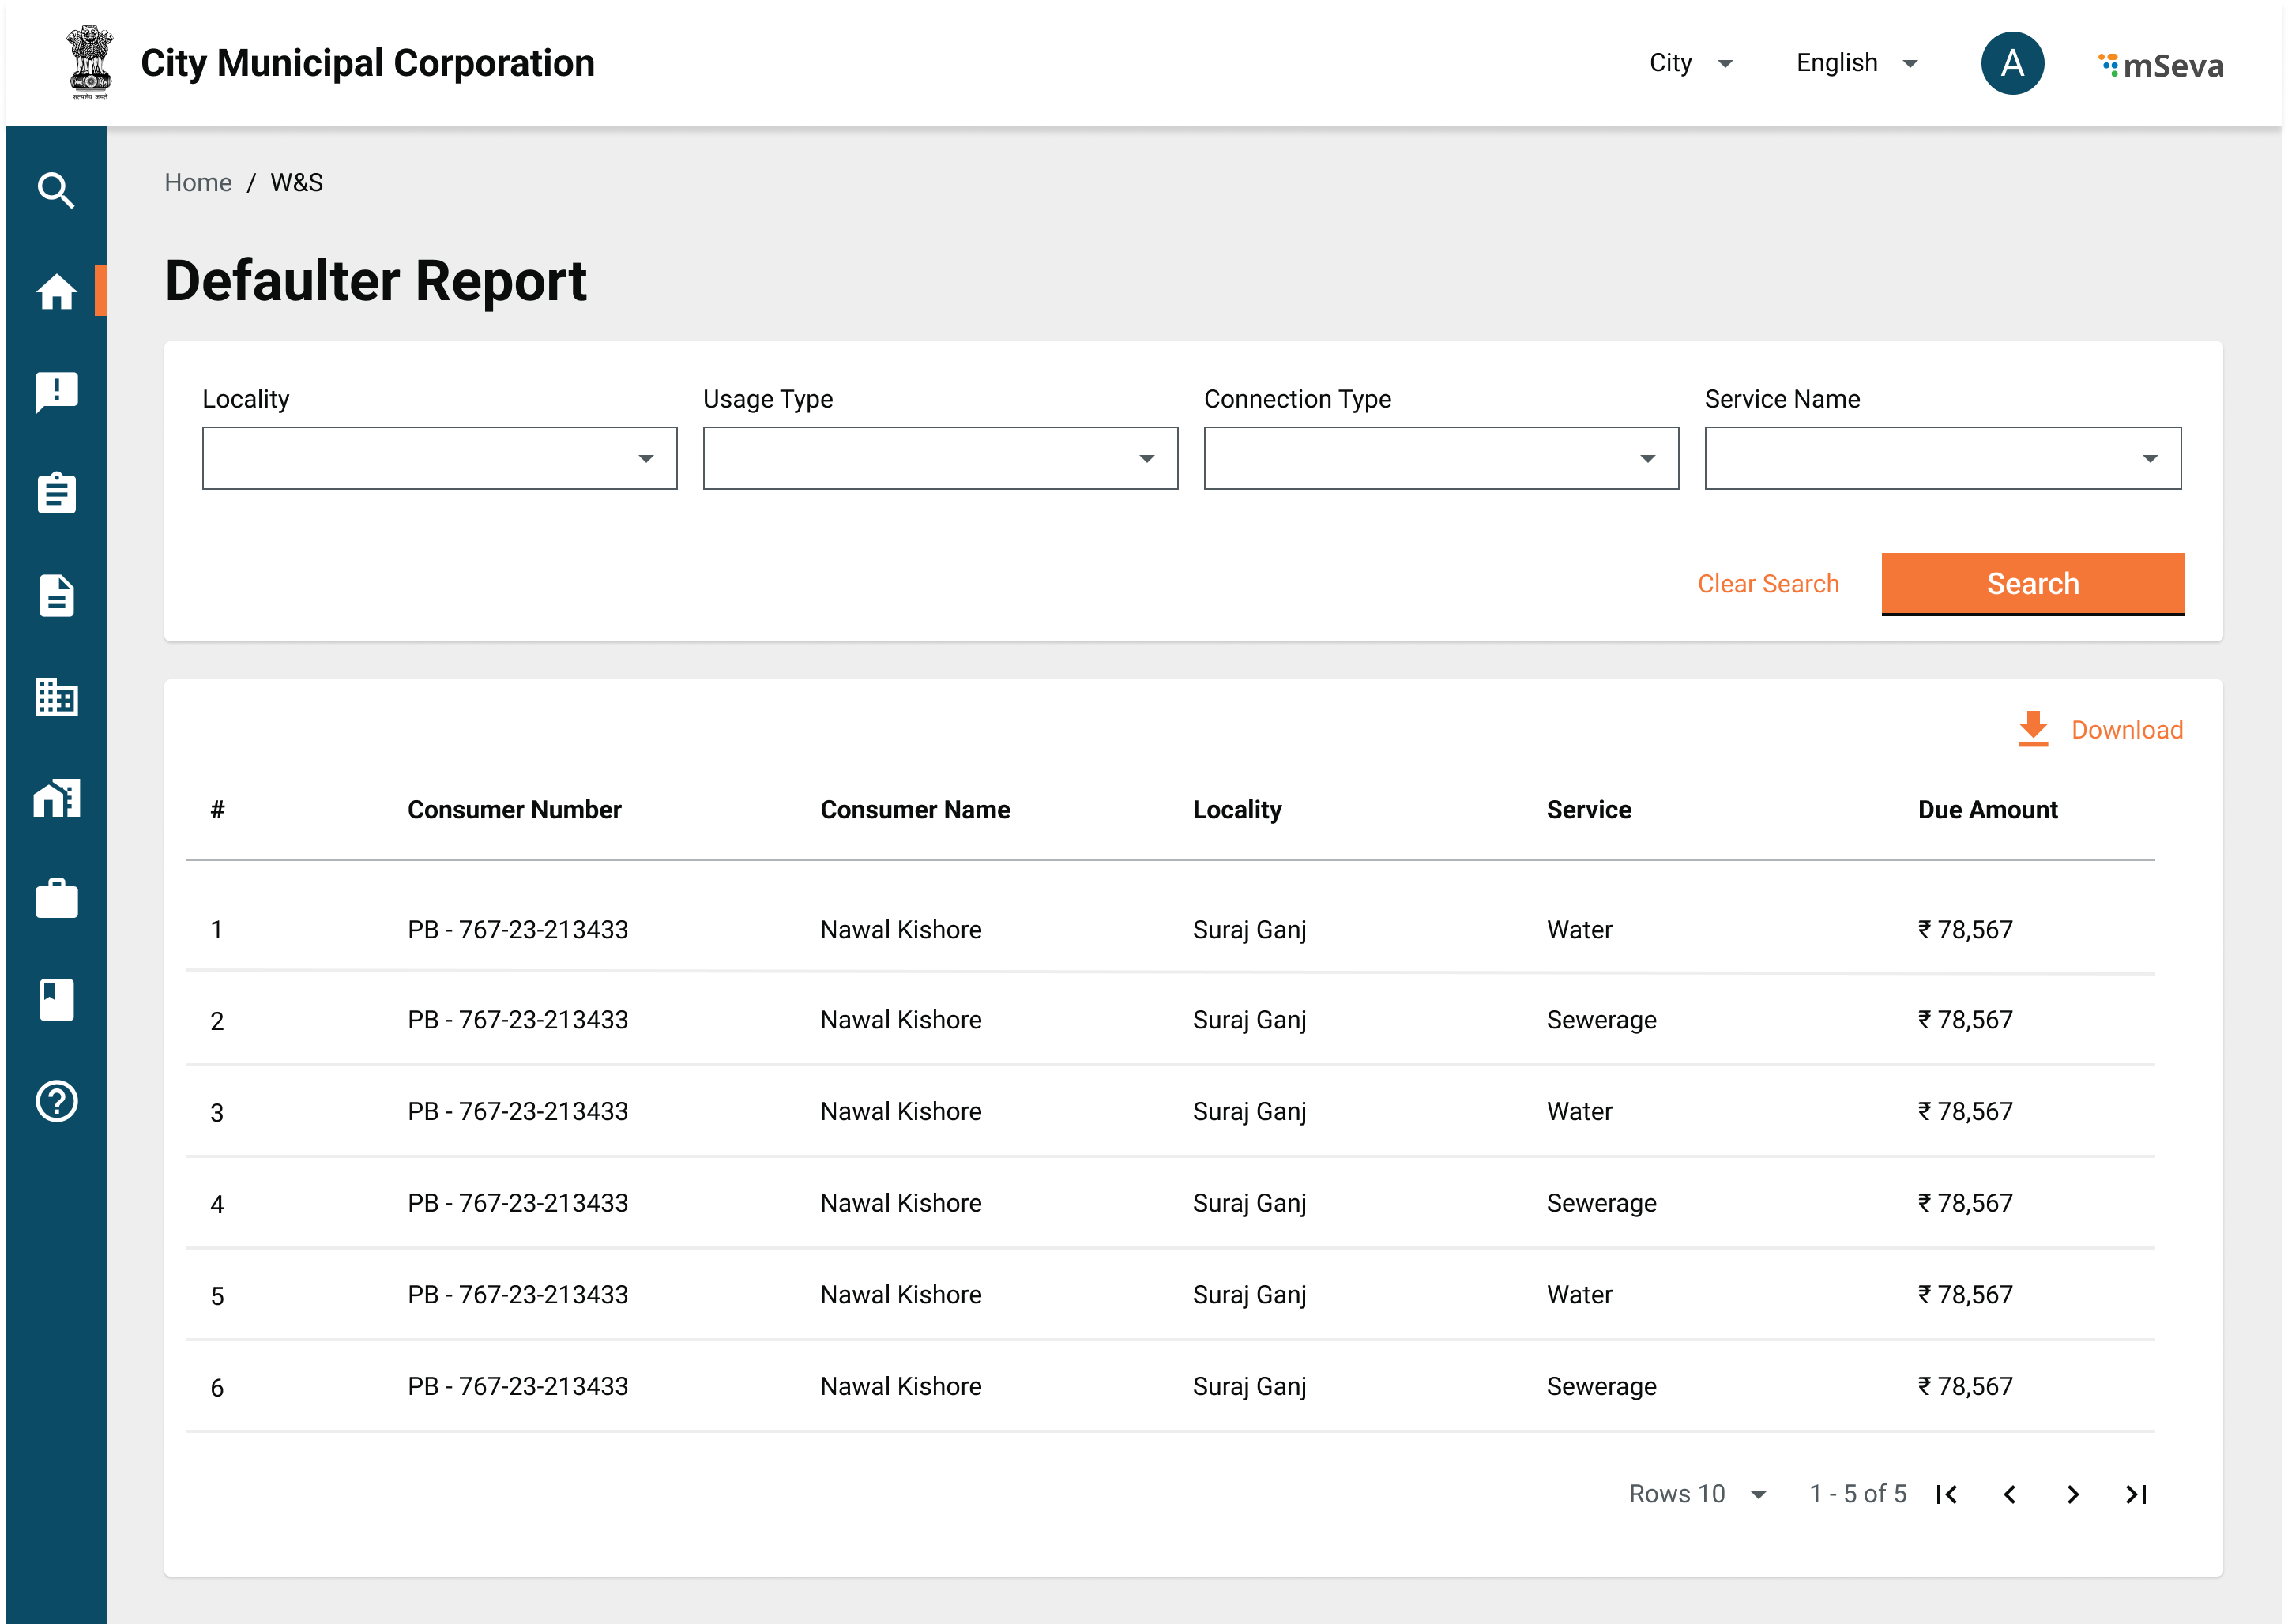 City Municipal Corporation
City
English
A
mSeva
सत्यमेव जयते
Home / W&S
Defaulter Report
Locality
Usage Type
Connection Type
Service Name
Clear Search
Search
Download
# Consumer Number Consumer Name Locality Service Due Amount
1 PB - 767-23-213433 Nawal Kishore Suraj Ganj Water ₹ 78,567
2 PB - 767-23-213433 Nawal Kishore Suraj Ganj Sewerage ₹ 78,567
3 PB - 767-23-213433 Nawal Kishore Suraj Ganj Water ₹ 78,567
4 PB - 767-23-213433 Nawal Kishore Suraj Ganj Sewerage ₹ 78,567
5 PB - 767-23-213433 Nawal Kishore Suraj Ganj Water ₹ 78,567
6 PB - 767-23-213433 Nawal Kishore Suraj Ganj Sewerage ₹ 78,567
Rows 10 1 - 5 of 5